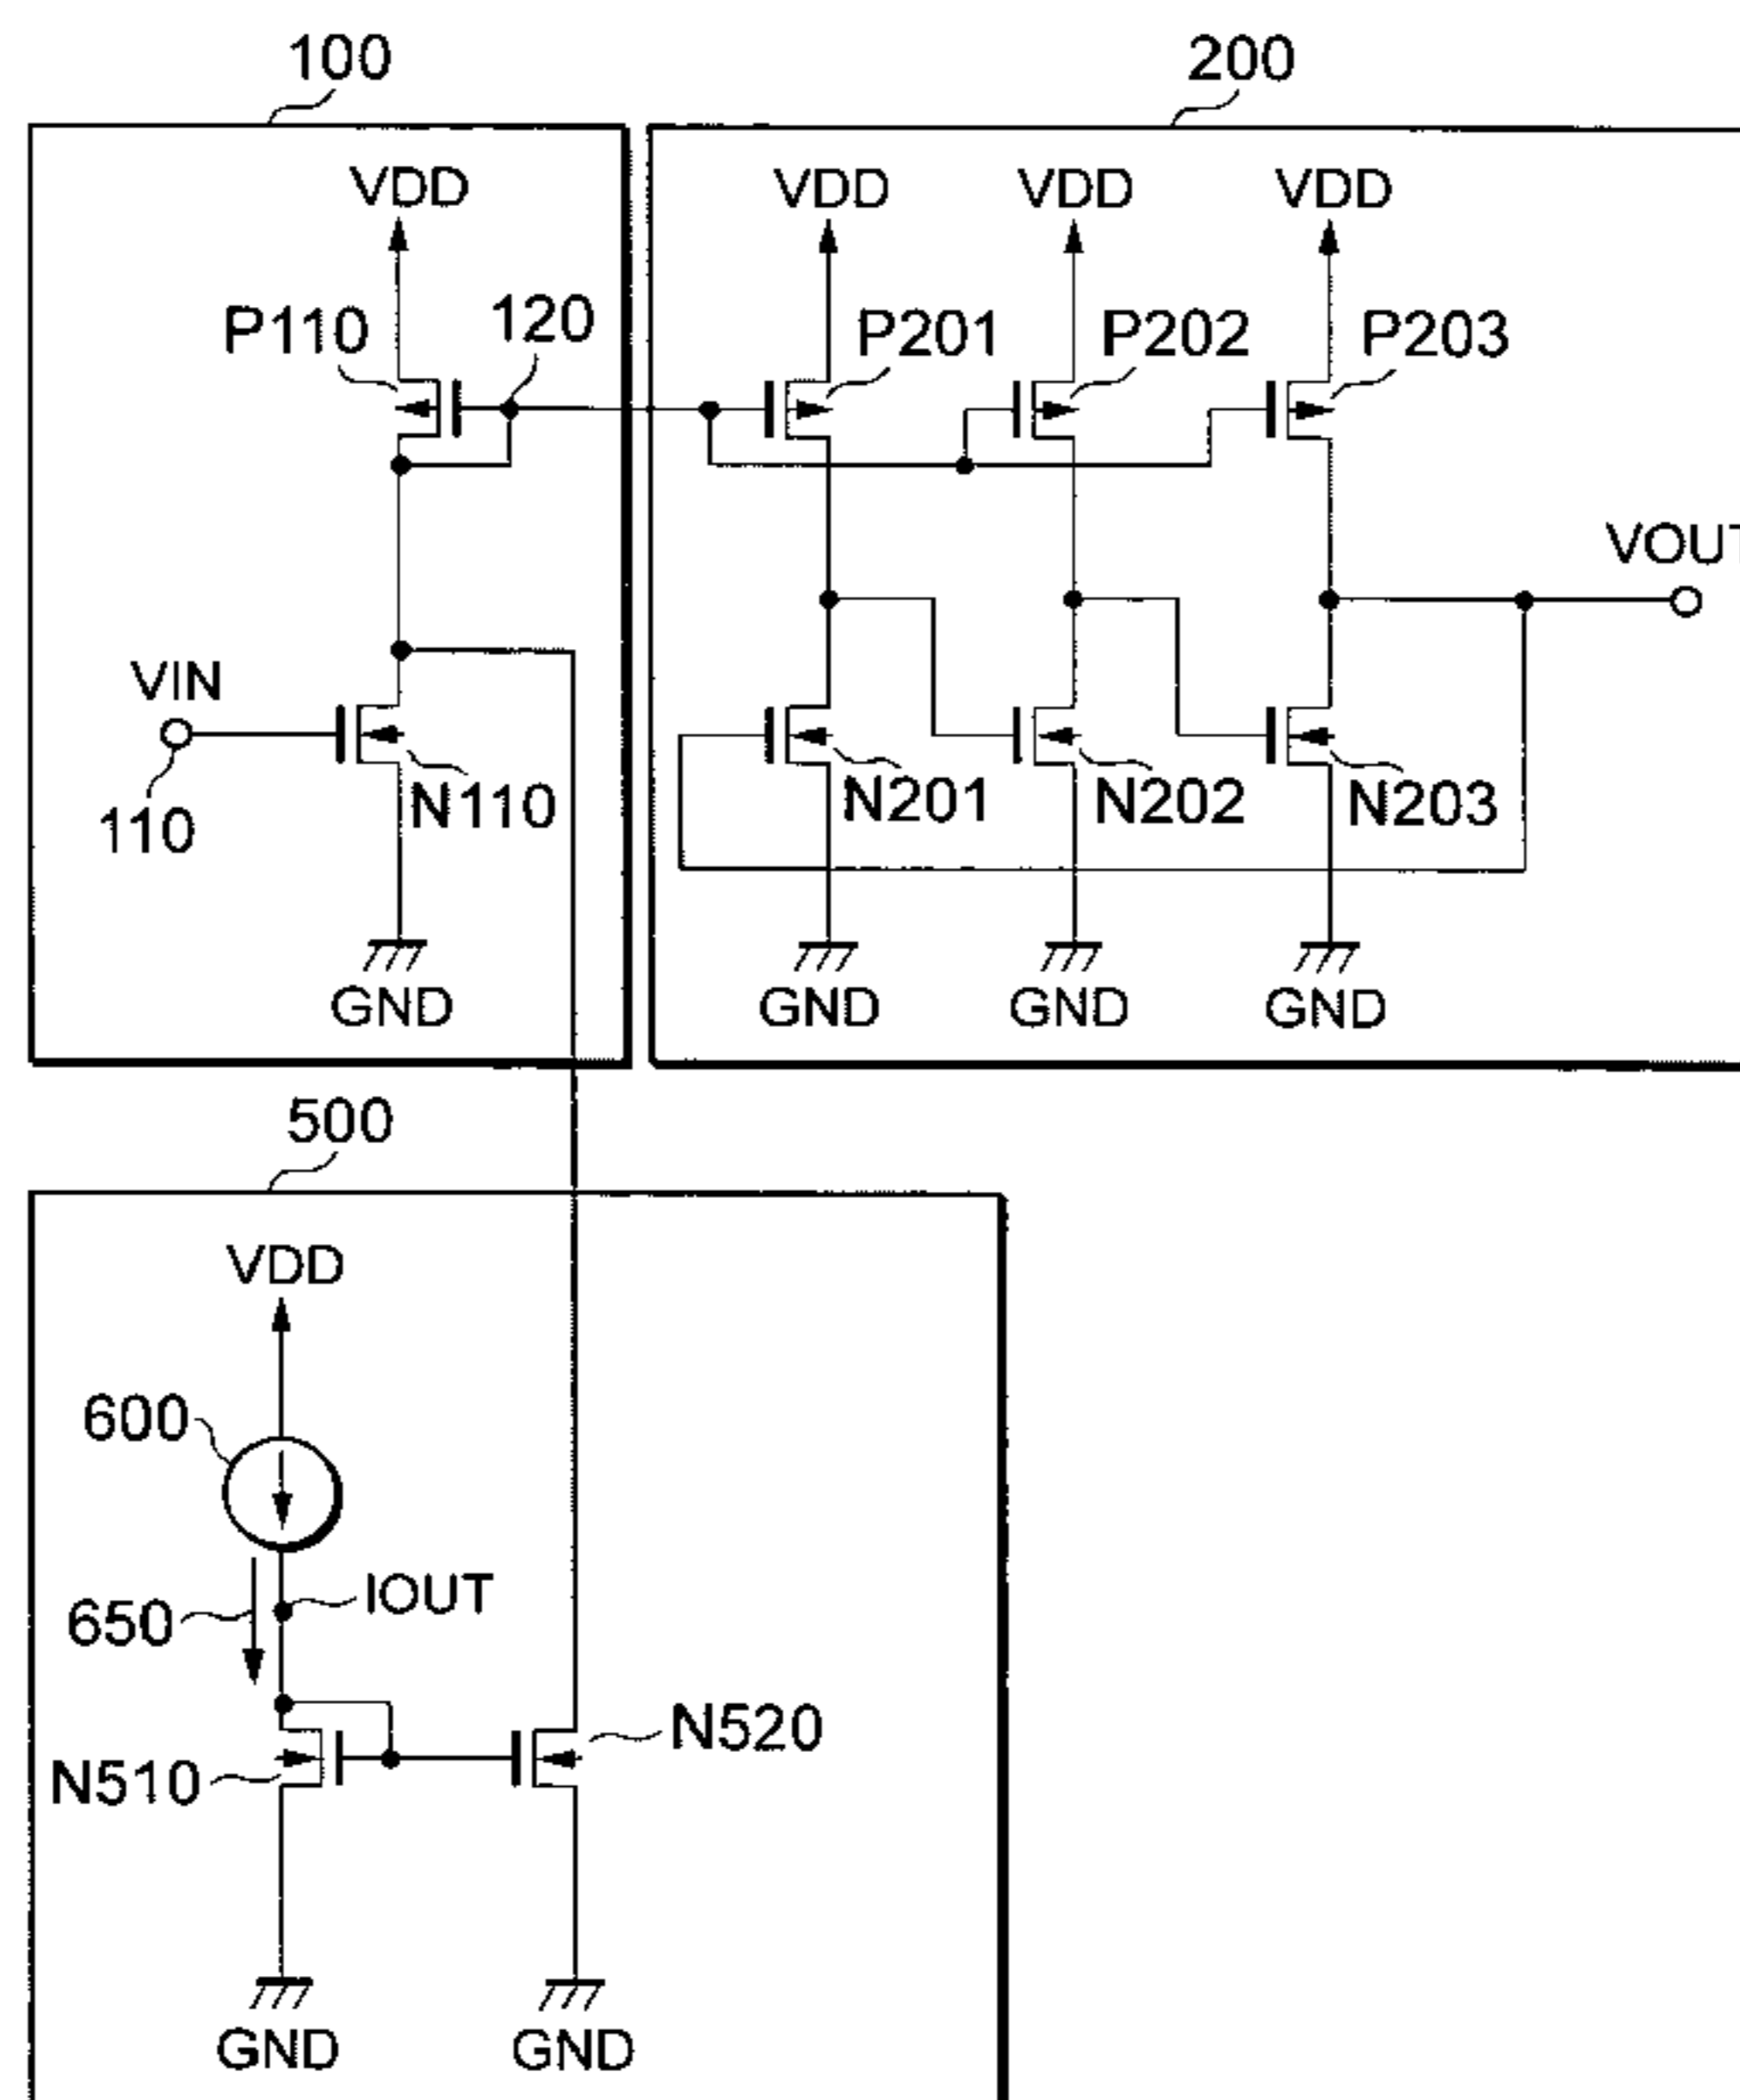 100
200
VDD
VDD
VDD
VDD
P110
120
P201
P202
P203
VOUT
VIN
110
N110
N201
N202
N203
GND
GND
GND
GND
500
VDD
600
650
IOUT
N510
N520
GND
GND